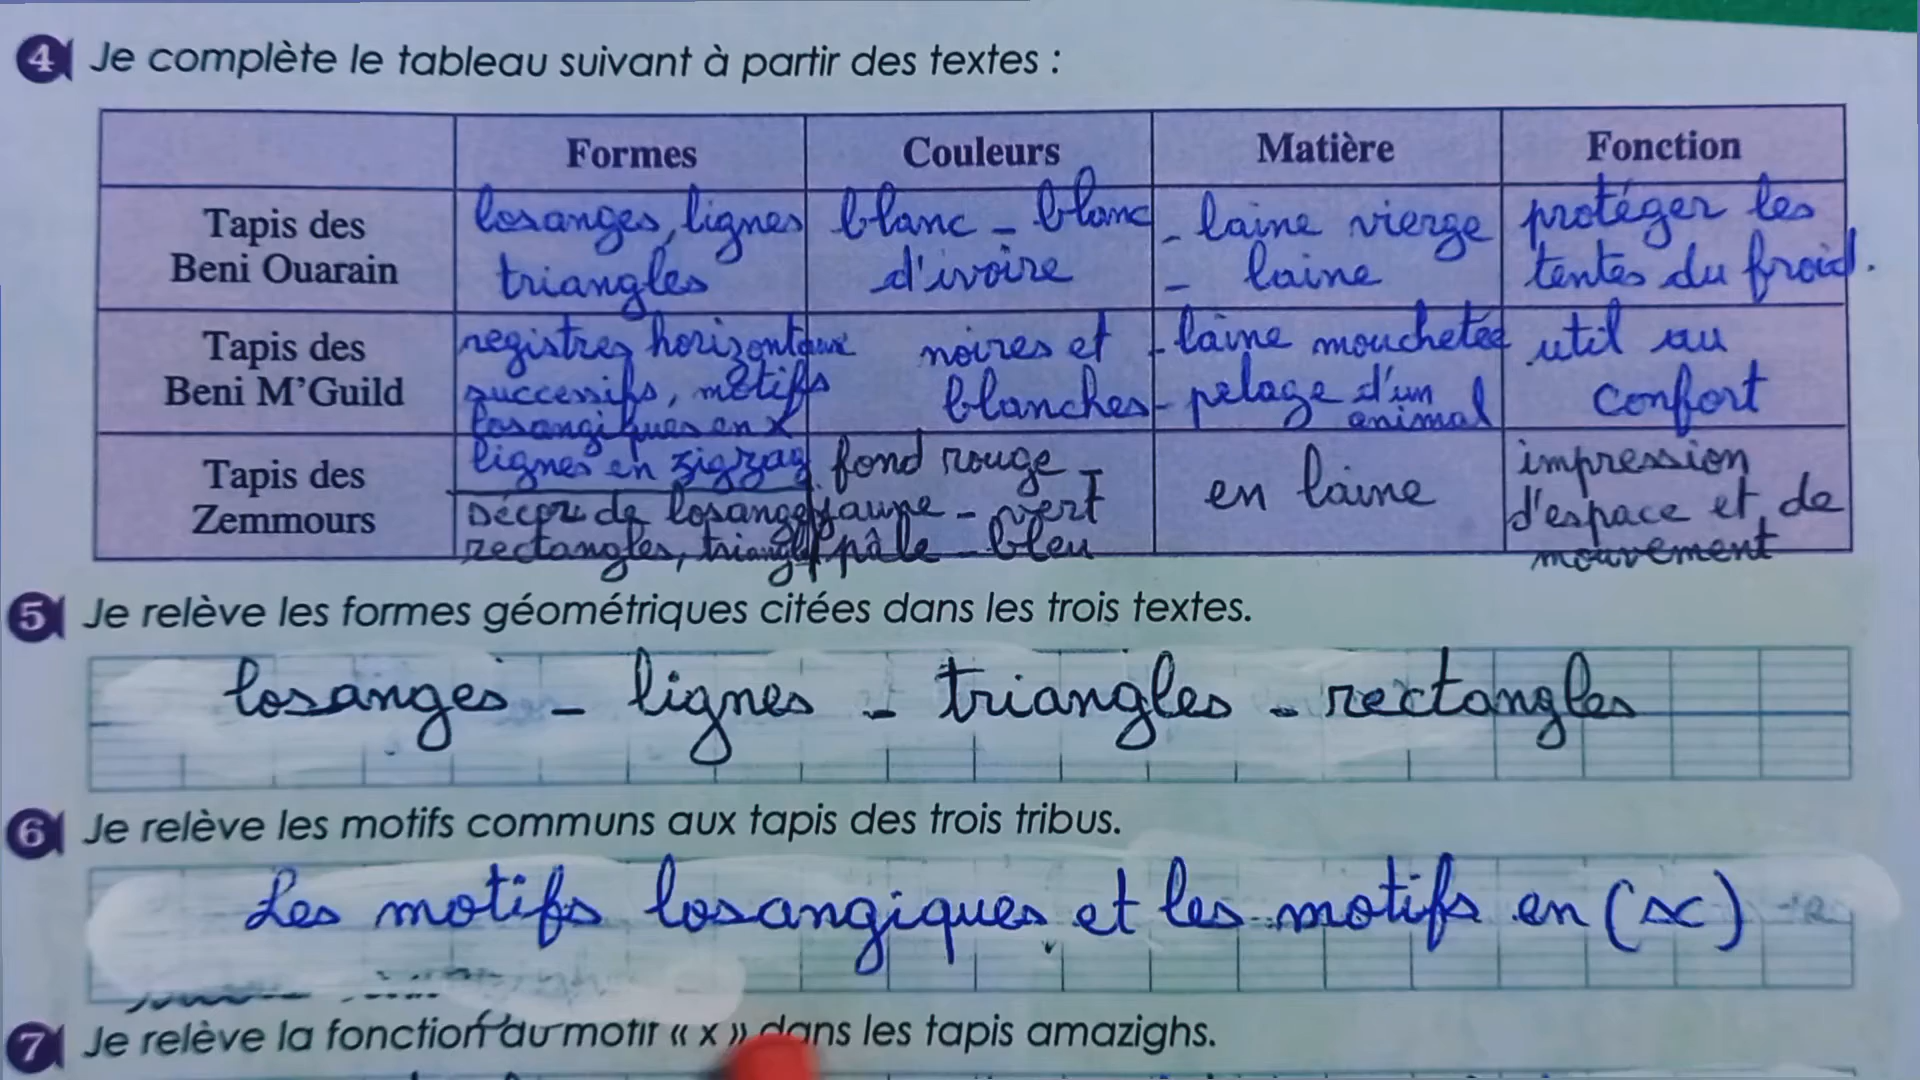 4 Je complète le tableau suivant à partir des textes :
Formes Couleurs Matière Fonction
Tapis des Beni Ouarain
losanges, lignes
triangles
blanc - blanc
d'ivoire
- laine vierge
- laine
protéger les
tentes du froid.
Tapis des Beni M'Guild
registres horizontaux
successifs, motifs
losangiques en x
noires et
blanches
- laine mouchetée
- pelage d'un
animal
util au
confort
Tapis des Zemmours
lignes en zigzag
Décor de losanges
rectangles, triangles
fond rouge -
jaune - vert
pâle - bleu
en laine
impression
d'espace et de
mouvement
5 Je relève les formes géométriques citées dans les trois textes.
losanges - lignes - triangles - rectangles
6 Je relève les motifs communs aux tapis des trois tribus.
Les motifs losangiques et les motifs en (x)
7 Je relève la fonction du motif « x » dans les tapis amazighs.